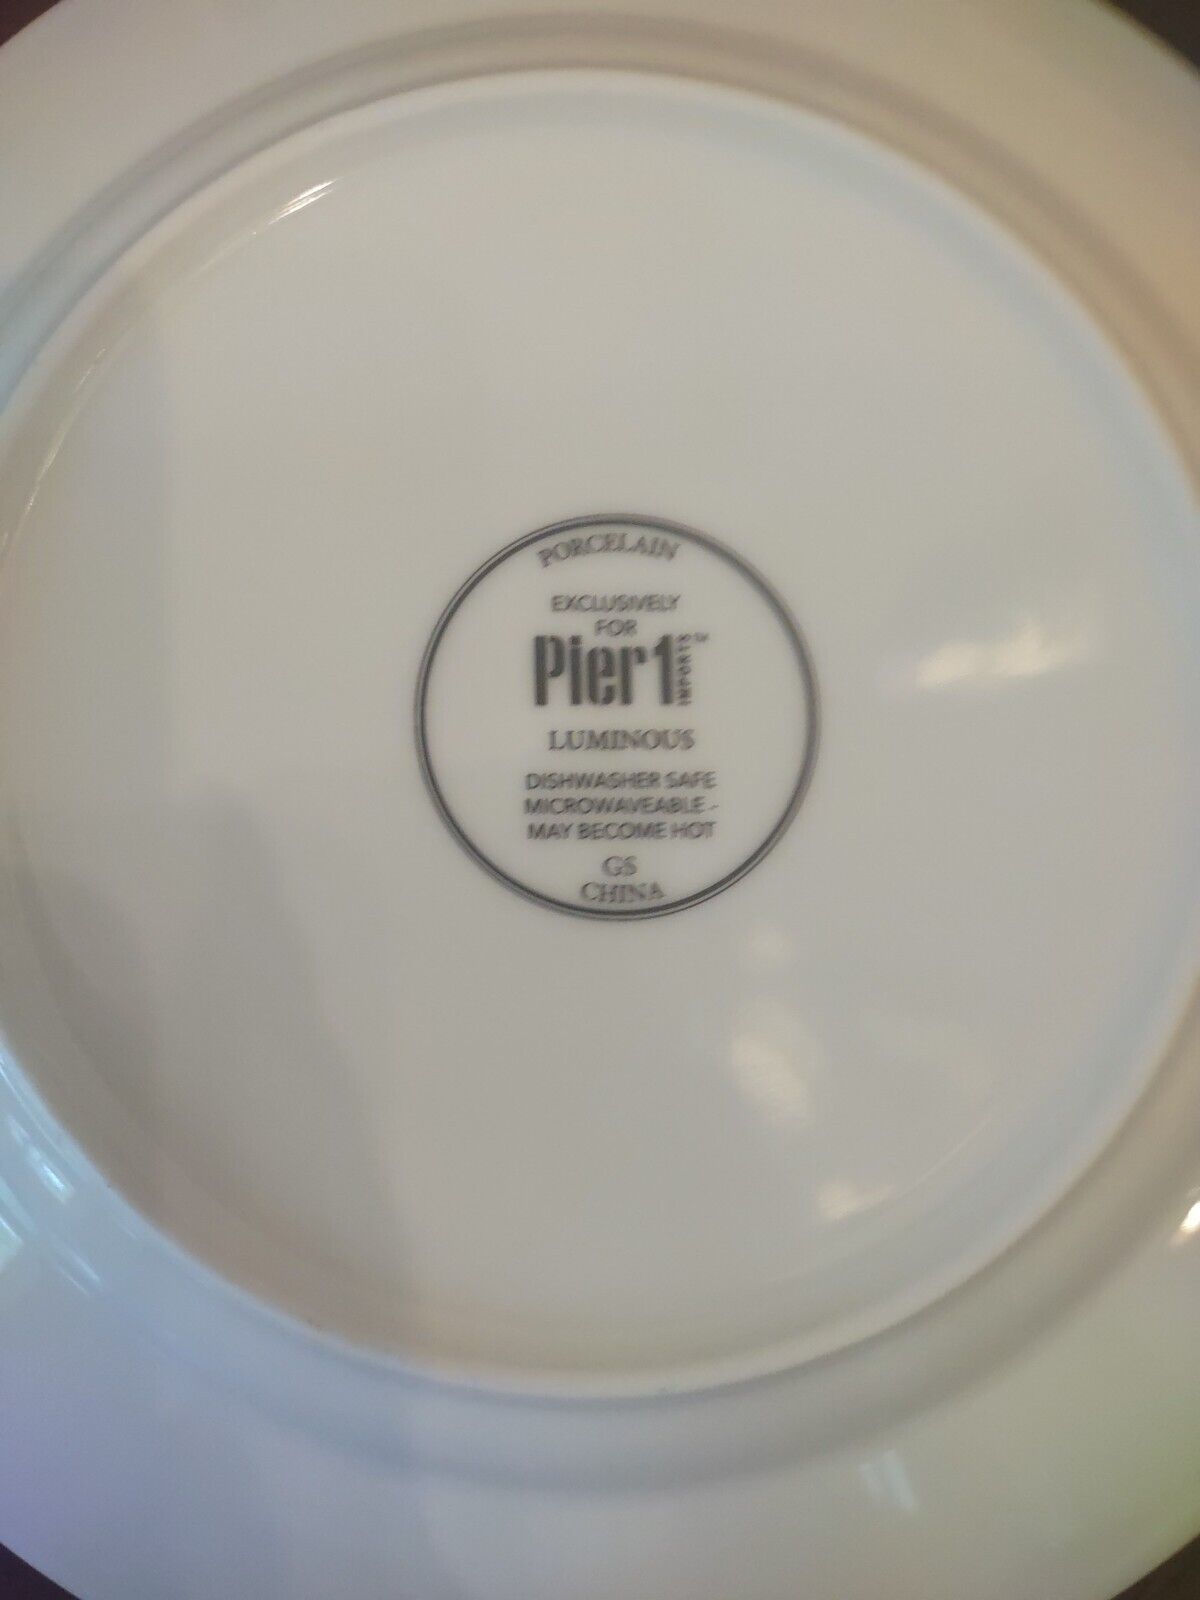 PORCELAIN
EXCLUSIVELY
FOR
Pier1 IMPORTS™
LUMINOUS
DISHWASHER SAFE
MICROWAVEABLE -
MAY BECOME HOT
GS
CHINA